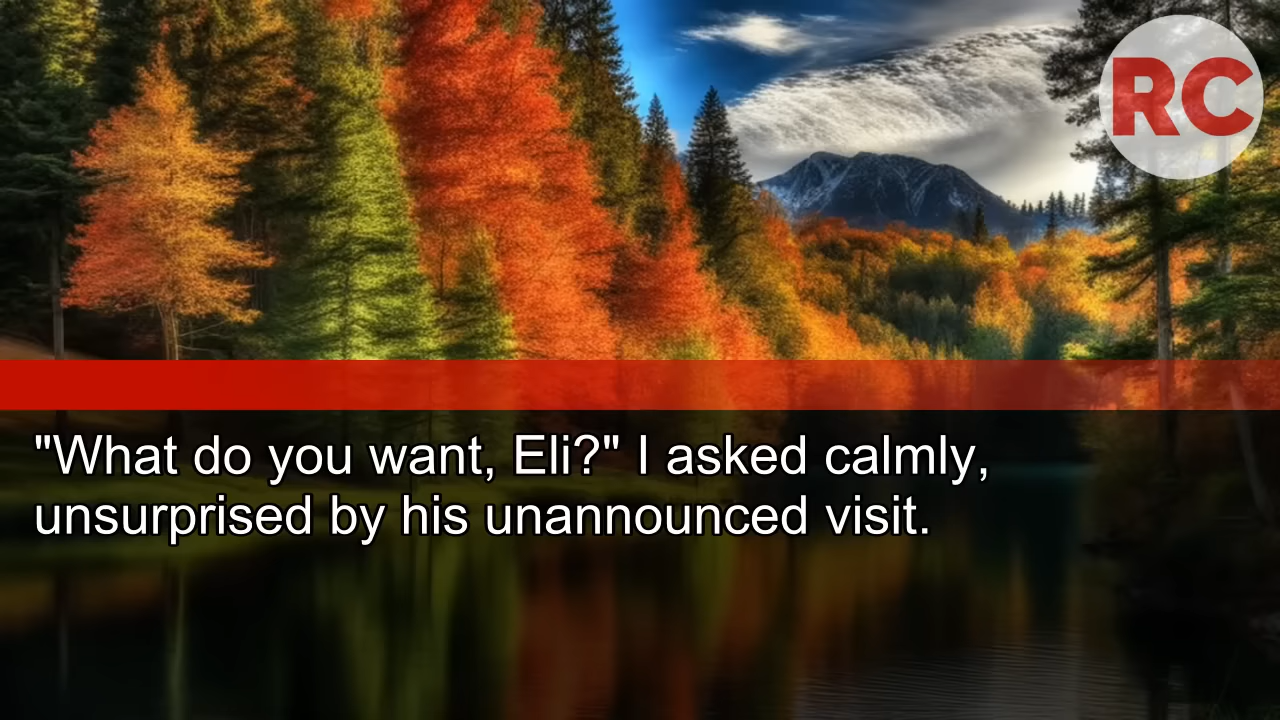 RC
"What do you want, Eli?" I asked calmly,
unsurprised by his unannounced visit.